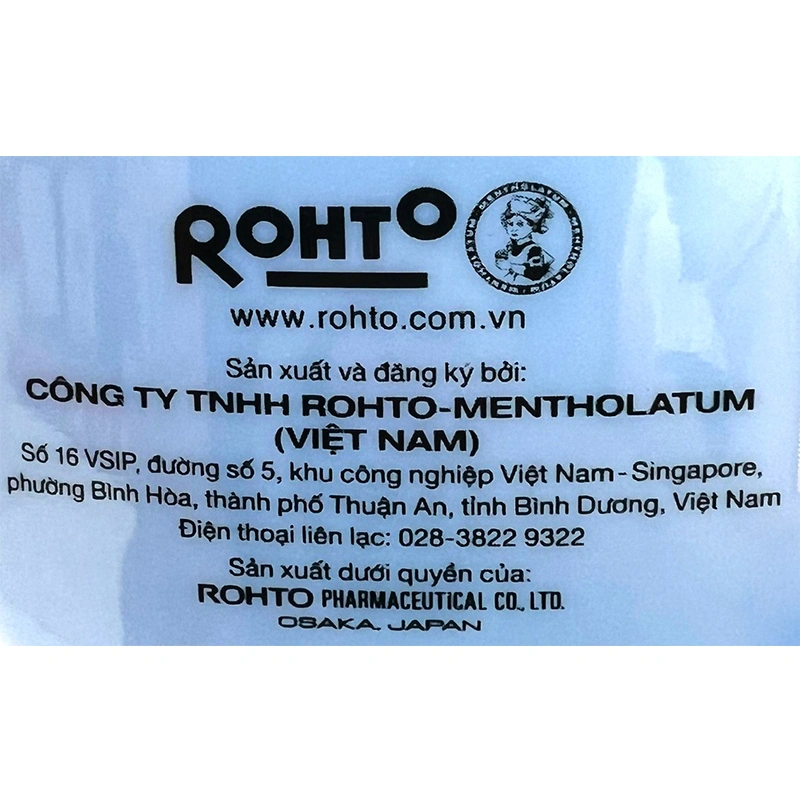 ROHTO
MENTHOLATUM MENTHOLATUM MENTHOLATUM
www.rohto.com.vn
Sản xuất và đăng ký bởi:
CÔNG TY TNHH ROHTO-MENTHOLATUM
(VIỆT NAM)
Số 16 VSIP, đường số 5, khu công nghiệp Việt Nam - Singapore,
phường Bình Hòa, thành phố Thuận An, tỉnh Bình Dương, Việt Nam
Điện thoại liên lạc: 028-3822 9322
Sản xuất dưới quyền của:
ROHTO PHARMACEUTICAL CO., LTD.
OSAKA, JAPAN